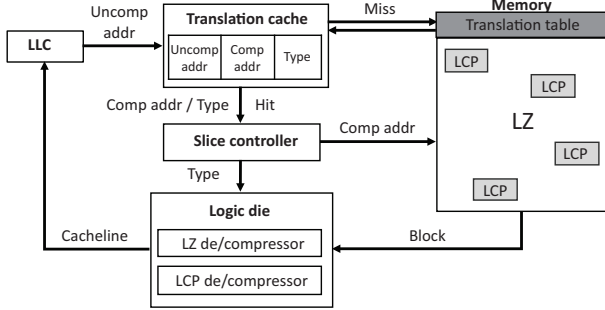 Uncomp
addr
LLC
Translation cache
Uncomp
addr
Comp
addr
Type
Miss
Memory
Translation table
LCP
LCP
LZ
LCP
LCP
Comp addr / Type
Hit
Slice controller
Comp addr
Type
Logic die
LZ de/compressor
LCP de/compressor
Cacheline
Block